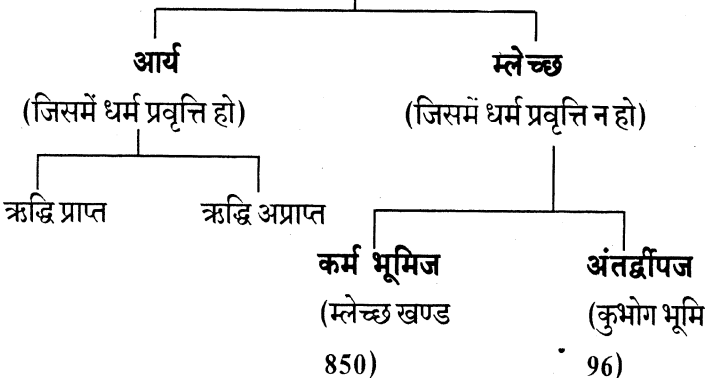 आर्य
म्लेच्छ
(जिसमें धर्म प्रवृत्ति हो)
(जिसमें धर्म प्रवृत्ति न हो)
ऋद्धि प्राप्त
ऋद्धि अप्राप्त
कर्म भूमिज
(म्लेच्छ खण्ड
850)
अंतर्द्वीपज
(कुभोग भूमि
96)